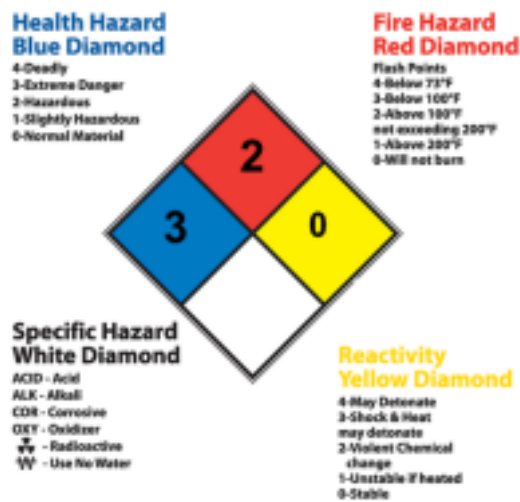 Health Hazard
Blue Diamond
4-Deadly
3-Extreme Danger
2-Hazardous
1-Slightly Hazardous
0-Normal Material
Fire Hazard
Red Diamond
Flash Points
4-Below 73°F
3-Below 100°F
2-Above 100°F
not exceeding 200°F
1-Above 200°F
0-Will not burn
2
3
0
Specific Hazard
White Diamond
ACID - Acid
ALK - Alkali
COR - Corrosive
OXY - Oxidizer
- Radioactive
W - Use No Water
Reactivity
Yellow Diamond
4-May Detonate
3-Shock & Heat
may detonate
2-Violent Chemical
change
1-Unstable if heated
0-Stable